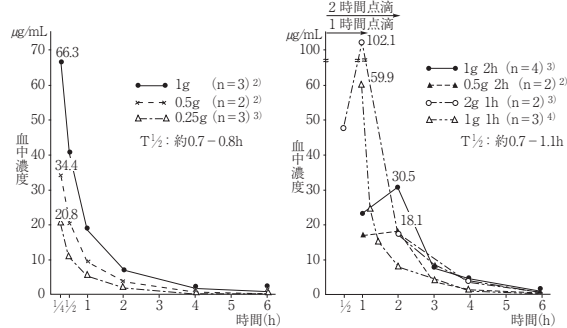 μg/mL
70
60
50
40
30
20
10
0
血中濃度
66.3
34.4
20.8
1g (n=3) 2)
0.5g (n=2) 2)
0.25g (n=3) 3)
T½：約0.7−0.8h
¼ ½ 1 2 3 4 5 6
時間(h)
2時間点滴
1時間点滴
μg/mL
100
60
50
40
30
20
10
0
血中濃度
102.1
59.9
30.5
18.1
1g 2h (n=4) 3)
0.5g 2h (n=2) 2)
2g 1h (n=2) 3)
1g 1h (n=3) 4)
T½：約0.7−1.1h
½ 1 2 3 4 5 6
時間(h)